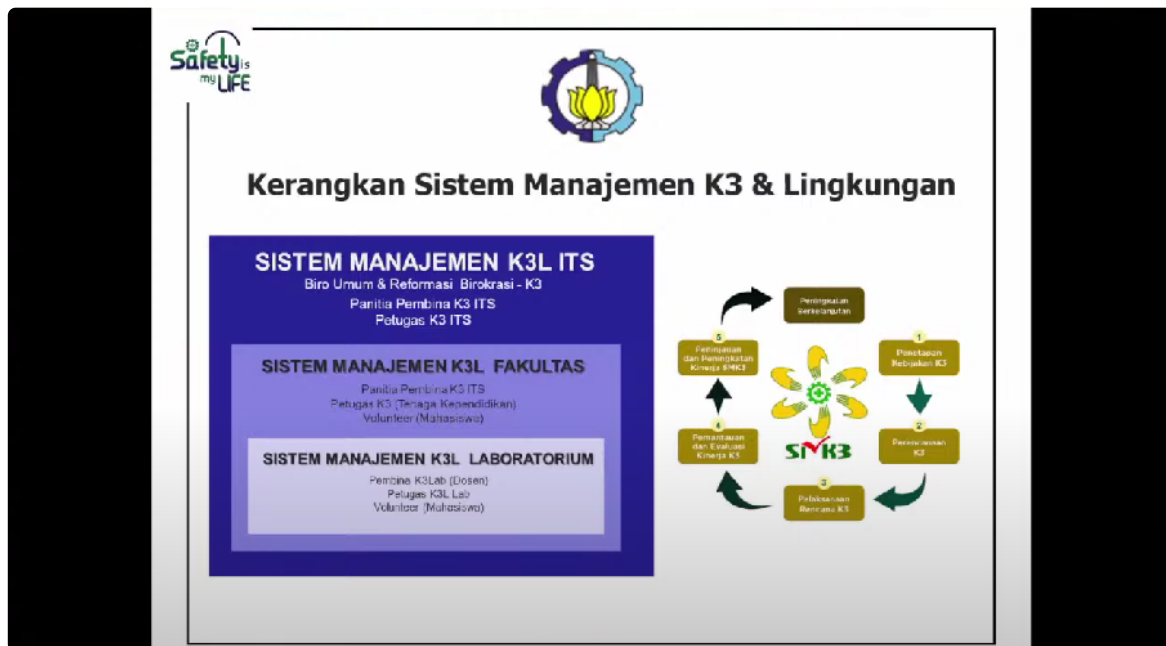 Safety is
my LIFE
Kerangkan Sistem Manajemen K3 & Lingkungan
SISTEM MANAJEMEN K3L ITS
Biro Umum & Reformasi Birokrasi - K3
Panitia Pembina K3 ITS
Petugas K3 ITS
SISTEM MANAJEMEN K3L FAKULTAS
Panitia Pembina K3 ITS
Petugas K3 (Tenaga Kependidikan)
Volunteer (Mahasiswa)
SISTEM MANAJEMEN K3L LABORATORIUM
Pembina K3Lab (Dosen)
Petugas K3L Lab
Volunteer (Mahasiswa)
Peningkatan
Berkelanjutan
1
Penetapan
Kebijakan K3
2
Perencanaan
K3
3
Pelaksanaan
Rencana K3
4
Pemantauan
dan Evaluasi
Kinerja K3
5
Peninjauan
dan Peningkatan
Kinerja SMK3
SMK3